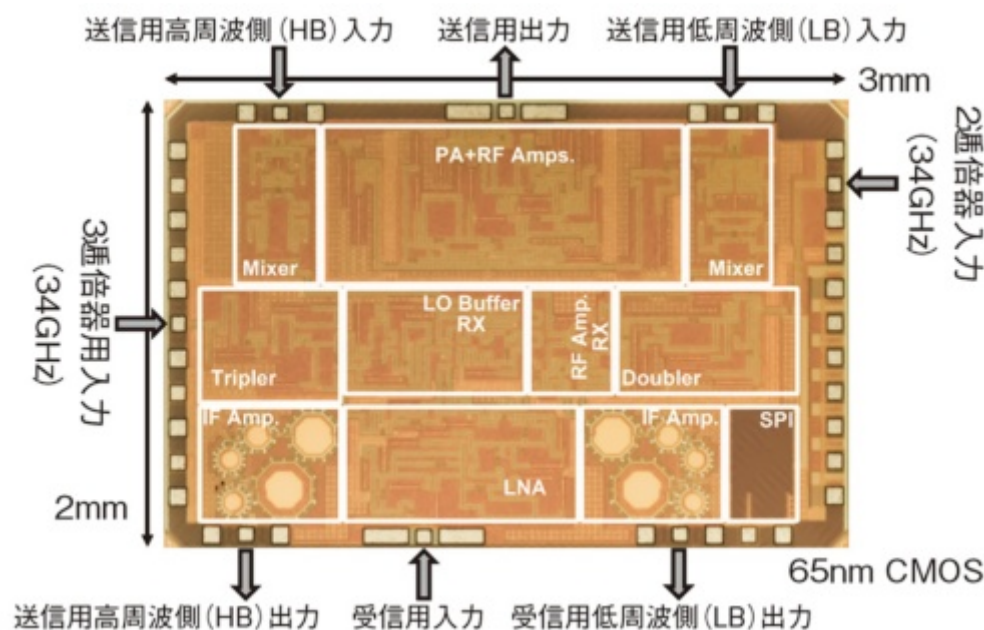 送信用高周波側(HB)入力
送信用出力
送信用低周波側(LB)入力
3mm
2逓倍器入力
(34GHz)
PA+RF Amps.
Mixer
Mixer
3逓倍器用入力
(34GHz)
LO Buffer
RX
RF Amp.
RX
Tripler
Doubler
IF Amp.
IF Amp.
SPI
LNA
2mm
65nm CMOS
送信用高周波側(HB)出力
受信用入力
受信用低周波側(LB)出力